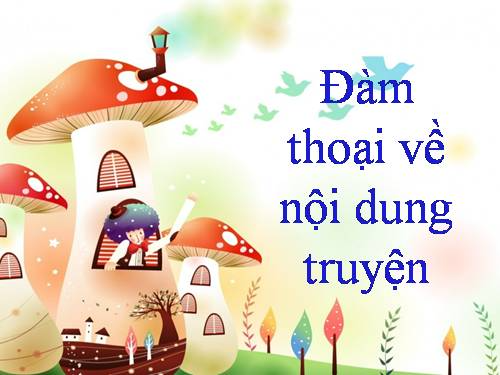 Đàm
thoại về
nội dung
truyện